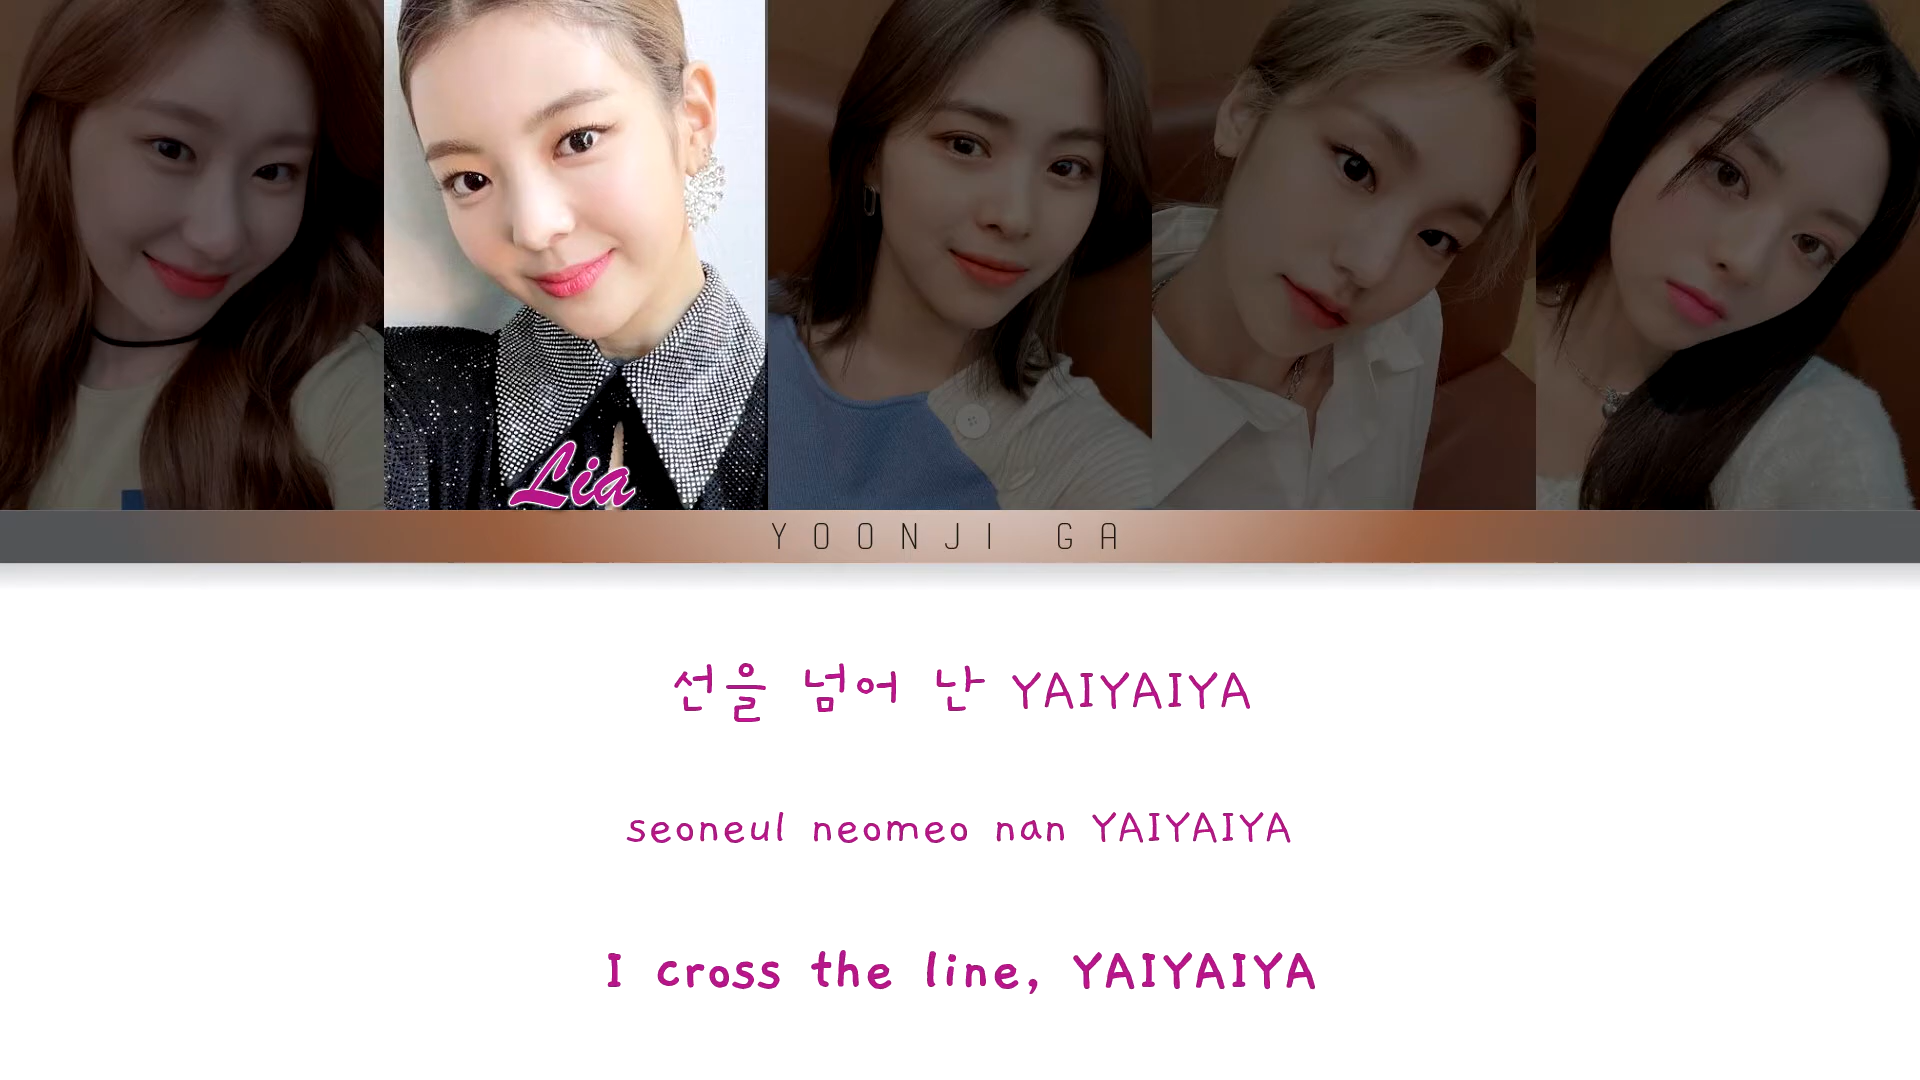 Lia
YOONJI GA
선을 넘어 난 YAIYAIYA
seoneul neomeo nan YAIYAIYA
I cross the line, YAIYAIYA